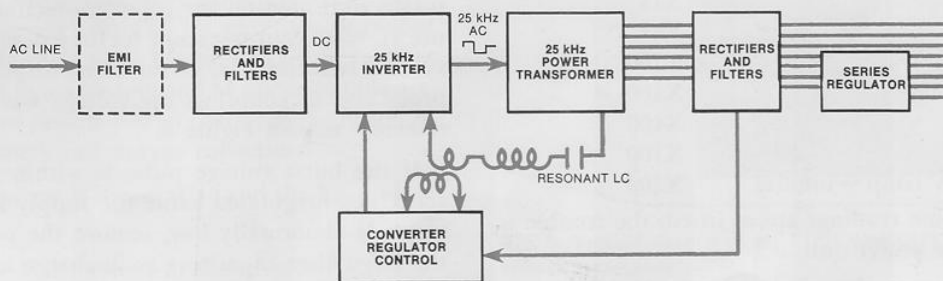 AC LINE
EMI
FILTER
RECTIFIERS
AND
FILTERS
DC
25 kHz
INVERTER
25 kHz
AC
25 kHz
POWER
TRANSFORMER
RECTIFIERS
AND
FILTERS
SERIES
REGULATOR
RESONANT LC
CONVERTER
REGULATOR
CONTROL